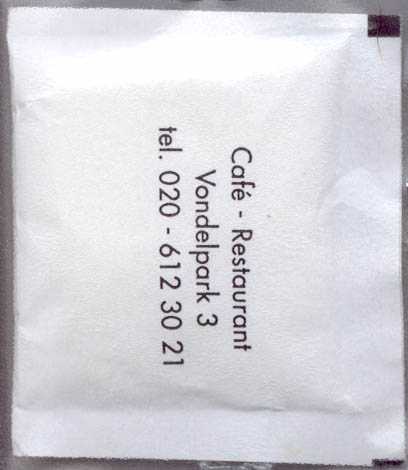 Café - Restaurant
Vondelpark 3
tel. 020 - 612 30 21